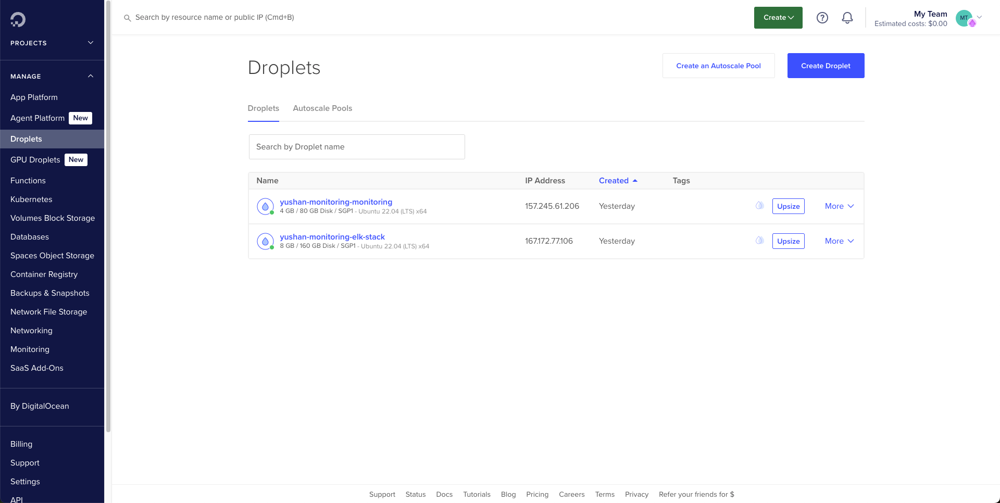 PROJECTS
MANAGE
App Platform
Agent Platform New
Droplets
GPU Droplets New
Functions
Kubernetes
Volumes Block Storage
Databases
Spaces Object Storage
Container Registry
Backups & Snapshots
Network File Storage
Networking
Monitoring
SaaS Add-Ons
By DigitalOcean
Billing
Support
Settings
API
Search by resource name or public IP (Cmd+B)
Create
?
My Team
Estimated costs: $0.00
MT
Droplets
Create an Autoscale Pool
Create Droplet
Droplets Autoscale Pools
Search by Droplet name
Name IP Address Created Tags
yushan-monitoring-monitoring
4 GB / 80 GB Disk / SGP1 - Ubuntu 22.04 (LTS) x64
157.245.61.206 Yesterday Upsize More
yushan-monitoring-elk-stack
8 GB / 160 GB Disk / SGP1 - Ubuntu 22.04 (LTS) x64
167.172.77.106 Yesterday Upsize More
Support Status Docs Tutorials Blog Pricing Careers Terms Privacy Refer your friends for $